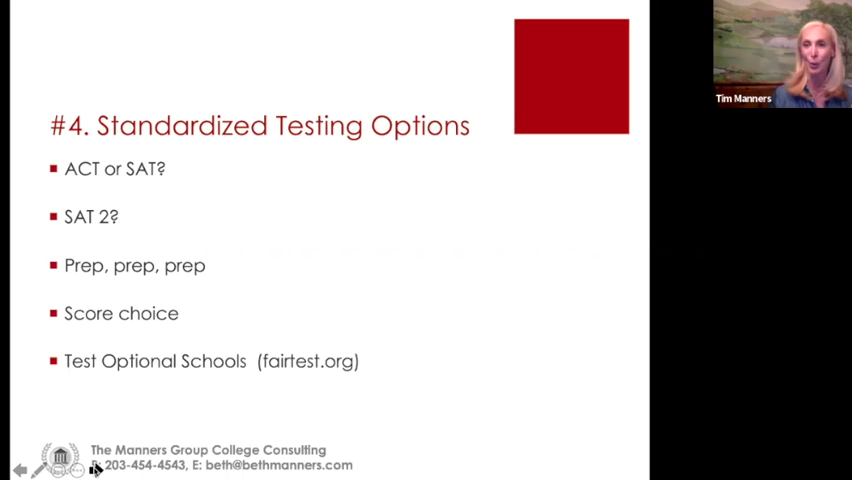 Tim Manners
#4. Standardized Testing Options
ACT or SAT?
SAT 2?
Prep, prep, prep
Score choice
Test Optional Schools (fairtest.org)
The Manners Group College Consulting
203-454-4543, E: beth@bethmanners.com